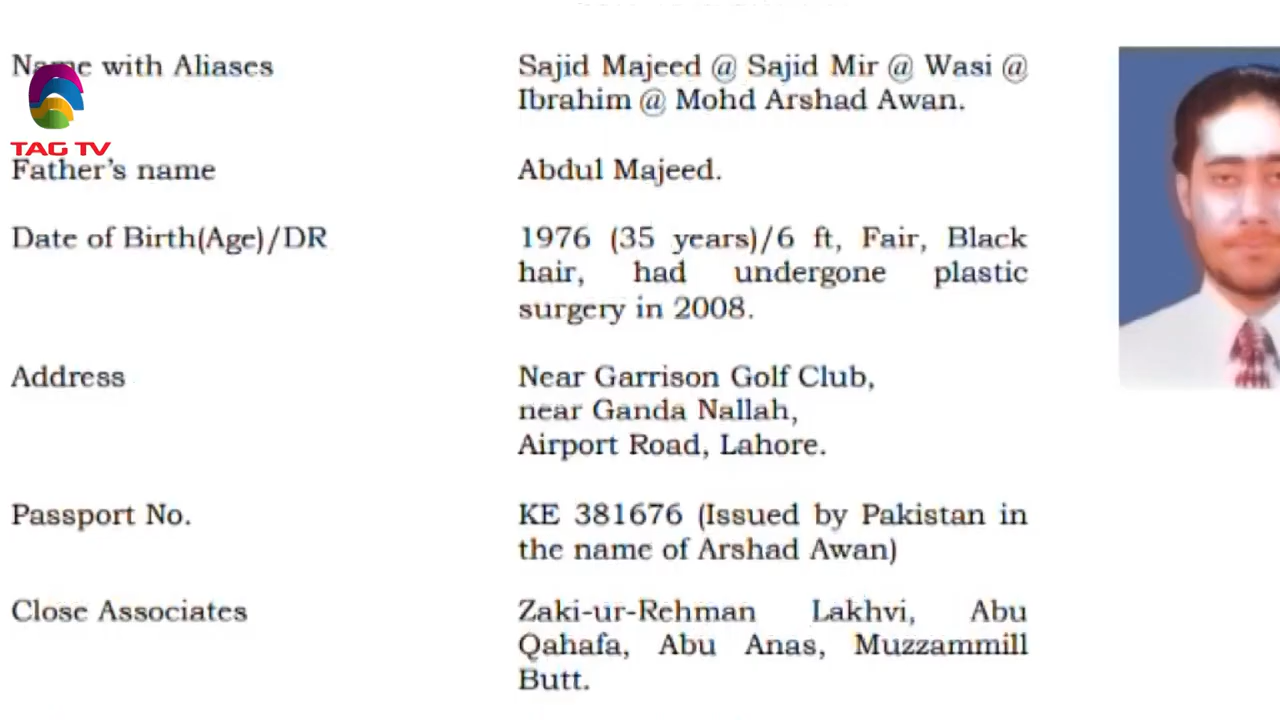 Name with Aliases
Sajid Majeed @ Sajid Mir @ Wasi @
Ibrahim @ Mohd Arshad Awan.
TAG TV
Father's name
Abdul Majeed.
Date of Birth(Age)/DR
1976 (35 years)/6 ft, Fair, Black
hair, had undergone plastic
surgery in 2008.
Address
Near Garrison Golf Club,
near Ganda Nallah,
Airport Road, Lahore.
Passport No.
KE 381676 (Issued by Pakistan in
the name of Arshad Awan)
Close Associates
Zaki-ur-Rehman Lakhvi, Abu
Qahafa, Abu Anas, Muzzammill
Butt.